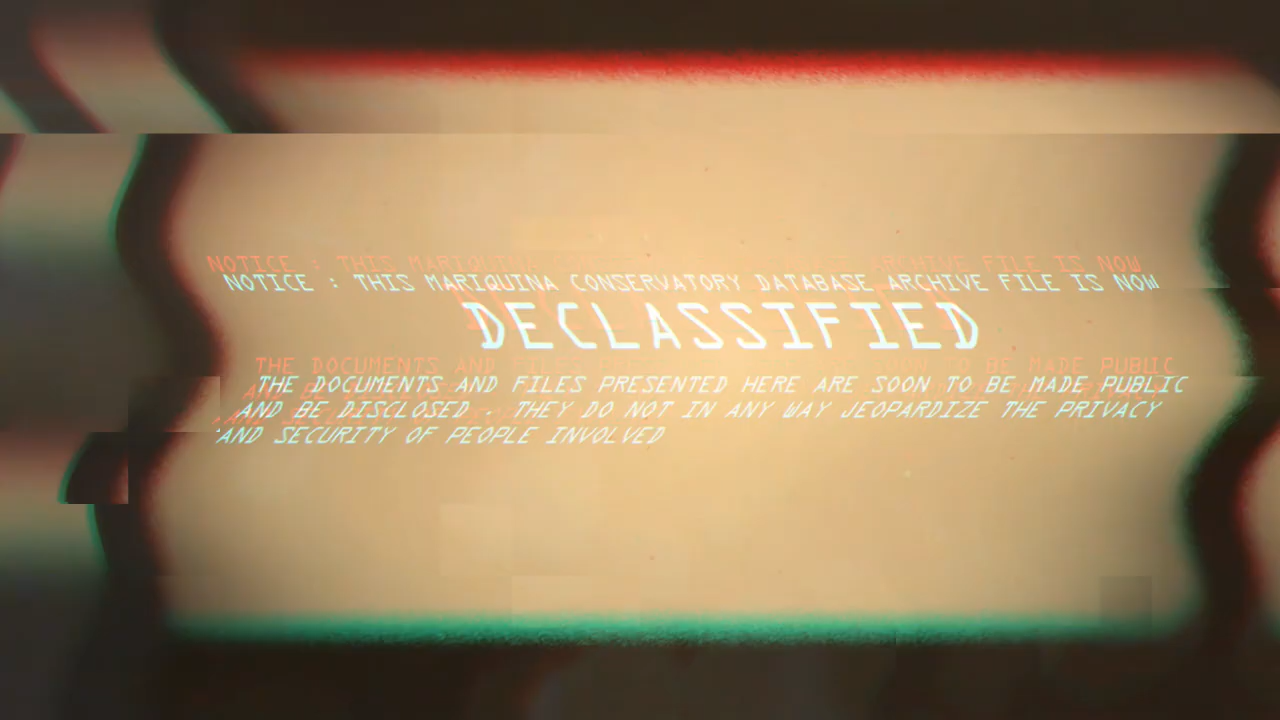 NOTICE : THIS MARIQUINA CONSERVATORY DATABASE ARCHIVE FILE IS NOW
DECLASSIFIED
THE DOCUMENTS AND FILES PRESENTED HERE ARE SOON TO BE MADE PUBLIC
AND BE DISCLOSED . THEY DO NOT IN ANY WAY JEOPARDIZE THE PRIVACY
AND SECURITY OF PEOPLE INVOLVED